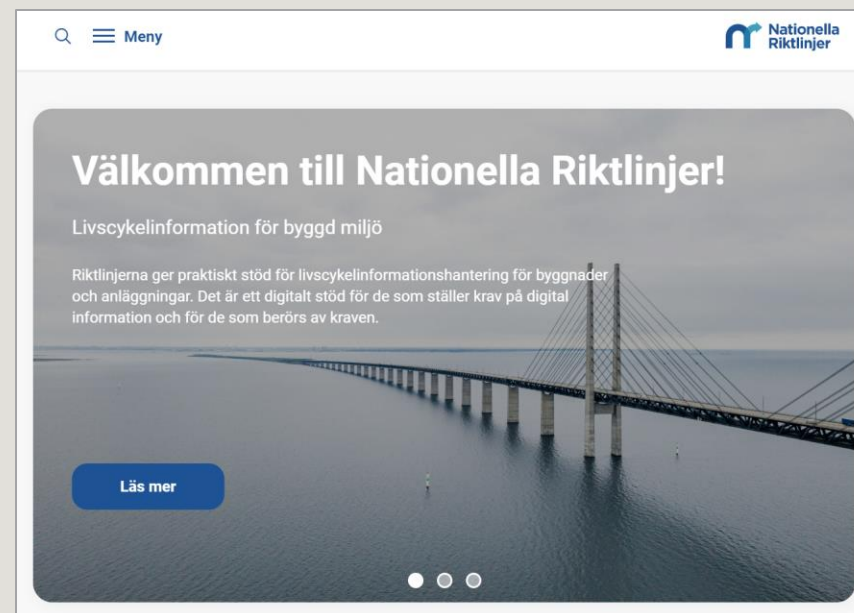 Meny
Nationella
Riktlinjer
Välkommen till Nationella Riktlinjer!
Livscykelinformation för byggd miljö
Riktlinjerna ger praktiskt stöd för livscykelinformationshantering för byggnader
och anläggningar. Det är ett digitalt stöd för de som ställer krav på digital
information och för de som berörs av kraven.
Läs mer